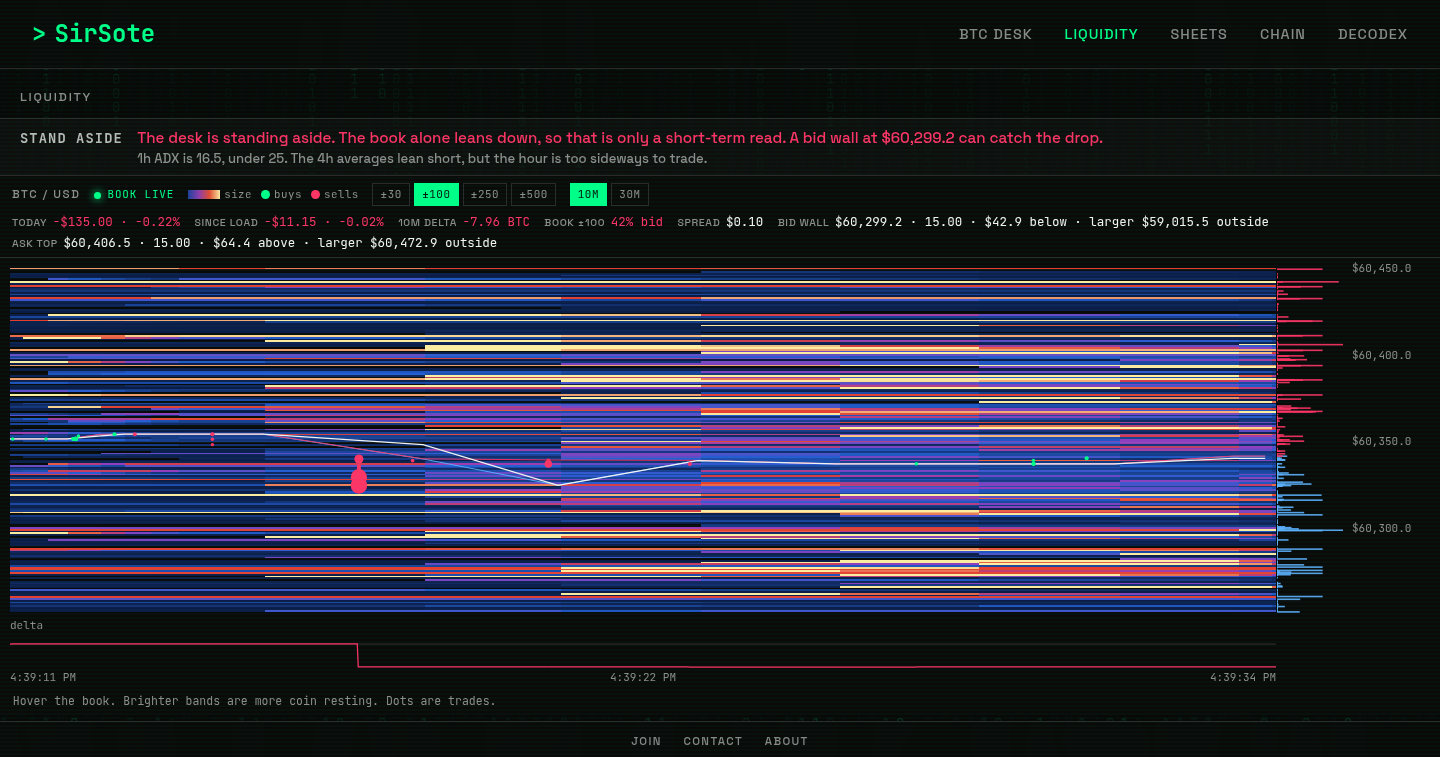 > SirSote
BTC DESK LIQUIDITY SHEETS CHAIN DECODEX
LIQUIDITY
STAND ASIDE The desk is standing aside. The book alone leans down, so that is only a short-term read. A bid wall at $60,299.2 can catch the drop.
1h ADX is 16.5, under 25. The 4h averages lean short, but the hour is too sideways to trade.
BTC / USD BOOK LIVE size buys sells ±30 ±100 ±250 ±500 10M 30M
TODAY -$135.00 · -0.22% SINCE LOAD -$11.15 · -0.02% 10M DELTA -7.96 BTC BOOK ±100 42% bid SPREAD $0.10 BID WALL $60,299.2 · 15.00 · $42.9 below · larger $59,015.5 outside
ASK TOP $60,406.5 · 15.00 · $64.4 above · larger $60,472.9 outside
$60,450.0
$60,400.0
$60,350.0
$60,300.0
delta
4:39:11 PM 4:39:22 PM 4:39:34 PM
Hover the book. Brighter bands are more coin resting. Dots are trades.
JOIN CONTACT ABOUT